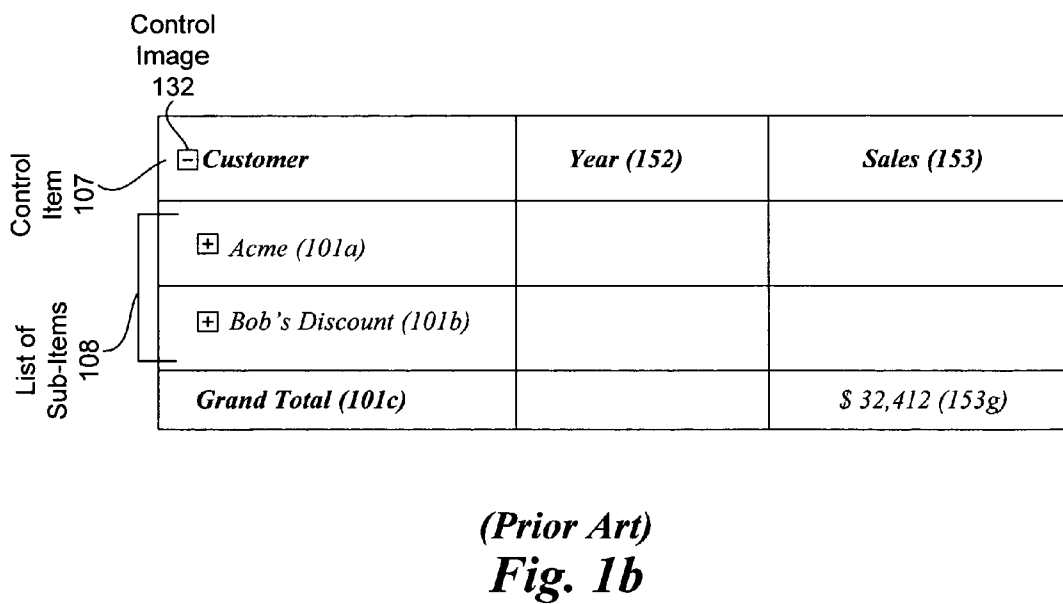 Control
Image
132
Control
Item
107
Customer
Year (152)
Sales (153)
List of
Sub-Items
108
Acme (101a)
Bob's Discount (101b)
Grand Total (101c)
$ 32,412 (153g)
(Prior Art)
Fig. 1b